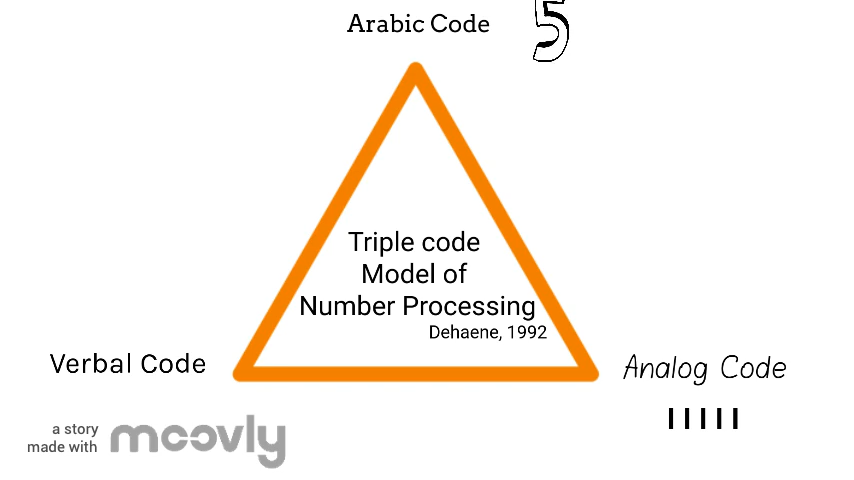 Arabic Code
5
Triple code
Model of
Number Processing
Dehaene, 1992
Verbal Code
Analog Code
a story
made with
moovly